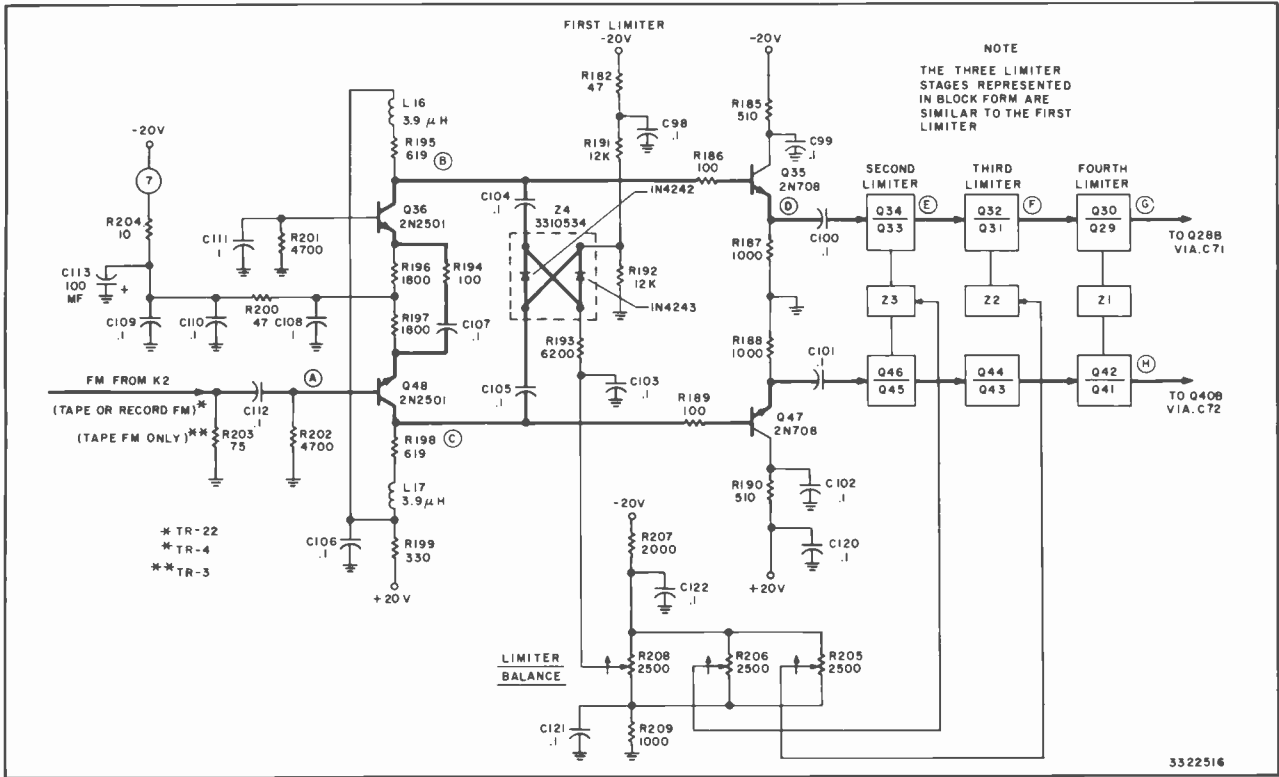 FIRST LIMITER
-20V
-20V
NOTE
THE THREE LIMITER
STAGES REPRESENTED
IN BLOCK FORM ARE
SIMILAR TO THE FIRST
LIMITER
R182
47
L16
3.9 μH
R185
510
-20V
C98
.1
C99
.1
R195
619
B
R191
12K
R186
100
7
IN4242
Q35
2N708
SECOND
LIMITER
THIRD
LIMITER
FOURTH
LIMITER
C104
.1
Z4
3310534
R204
10
Q36
2N2501
D
Q34
Q33
E
Q32
Q31
F
Q30
Q29
G
C111
.1
R201
4700
C100
.1
TO Q28B
VIA. C71
C113
100
MF
+
R196
1800
R194
100
R192
12K
R187
1000
IN4243
Z3
Z2
Z1
C109
.1
C110
.1
R200
47
C108
.1
R197
1800
C107
.1
R193
6200
R188
1000
C101
.1
C105
.1
C103
.1
FM FROM K2
A
Q48
2N2501
Q46
Q45
Q44
Q43
Q42
Q41
H
(TAPE OR RECORD FM)*
C112
.1
R189
100
Q47
2N708
TO Q40B
VIA. C72
(TAPE FM ONLY)**
R203
75
R202
4700
R198
619
C
L17
3.9 μH
R190
510
C102
.1
-20V
* TR-22
* TR-4
** TR-3
C106
.1
R199
330
R207
2000
C120
.1
+20V
C122
.1
+20V
LIMITER
BALANCE
R208
2500
R206
2500
R205
2500
C121
.1
R209
1000
3322516